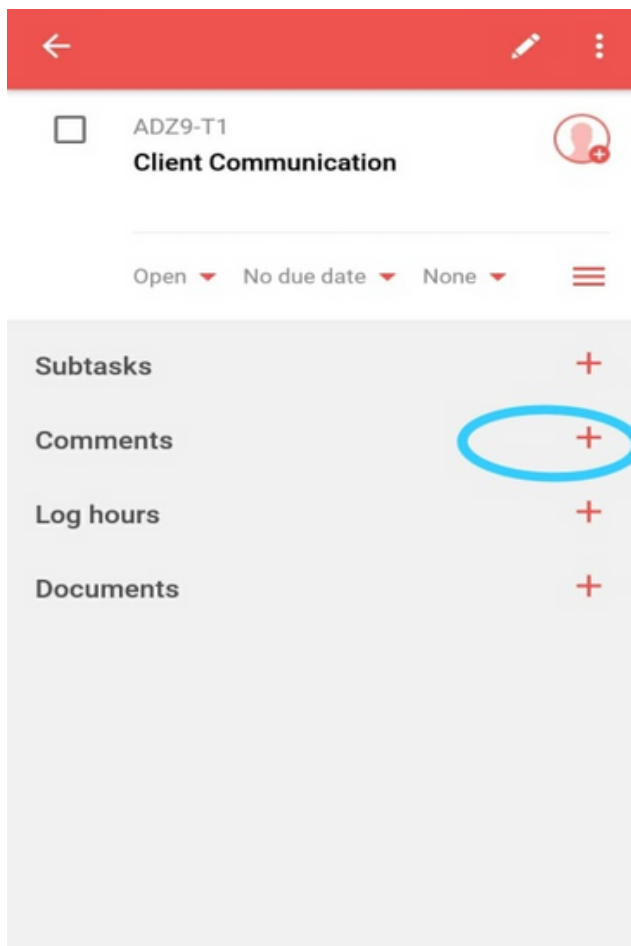 ADZ9-T1
Client Communication
Open No due date None
Subtasks
Comments
Log hours
Documents